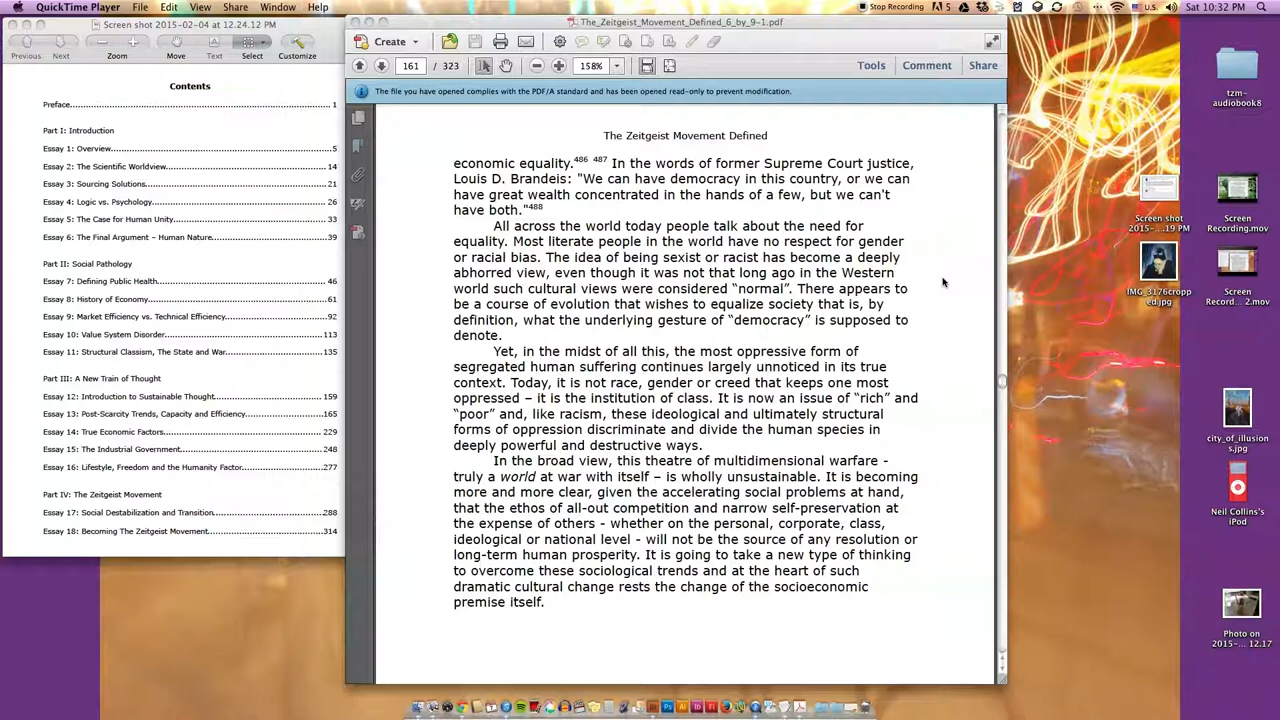 QuickTime Player File Edit View Share Window Help
Stop Recording 5 U.S. Sat 10:32 PM
Screen shot 2015-02-04 at 12.24.12 PM
Previous Next Zoom Move Text Select Customize
Contents
Preface 1
Part I: Introduction
Essay 1: Overview 5
Essay 2: The Scientific Worldview 14
Essay 3: Sourcing Solutions 21
Essay 4: Logic vs. Psychology 26
Essay 5: The Case for Human Unity 33
Essay 6: The Final Argument – Human Nature 39
Part II: Social Pathology
Essay 7: Defining Public Health 46
Essay 8: History of Economy 61
Essay 9: Market Efficiency vs. Technical Efficiency 92
Essay 10: Value System Disorder 113
Essay 11: Structural Classism, The State and War 135
Part III: A New Train of Thought
Essay 12: Introduction to Sustainable Thought 159
Essay 13: Post-Scarcity Trends, Capacity and Efficiency 165
Essay 14: True Economic Factors 229
Essay 15: The Industrial Government 248
Essay 16: Lifestyle, Freedom and the Humanity Factor 277
Part IV: The Zeitgeist Movement
Essay 17: Social Destabilization and Transition 288
Essay 18: Becoming The Zeitgeist Movement 314
The_Zeitgeist_Movement_Defined_6_by_9-1.pdf
Create
161 / 323 158% Tools Comment Share
The file you have opened complies with the PDF/A standard and has been opened read-only to prevent modification.
The Zeitgeist Movement Defined
economic equality.486 487 In the words of former Supreme Court justice,
Louis D. Brandeis: "We can have democracy in this country, or we can
have great wealth concentrated in the hands of a few, but we can't
have both."488
All across the world today people talk about the need for
equality. Most literate people in the world have no respect for gender
or racial bias. The idea of being sexist or racist has become a deeply
abhorred view, even though it was not that long ago in the Western
world such cultural views were considered “normal”. There appears to
be a course of evolution that wishes to equalize society that is, by
definition, what the underlying gesture of “democracy” is supposed to
denote.
Yet, in the midst of all this, the most oppressive form of
segregated human suffering continues largely unnoticed in its true
context. Today, it is not race, gender or creed that keeps one most
oppressed – it is the institution of class. It is now an issue of “rich” and
“poor” and, like racism, these ideological and ultimately structural
forms of oppression discriminate and divide the human species in
deeply powerful and destructive ways.
In the broad view, this theatre of multidimensional warfare -
truly a world at war with itself – is wholly unsustainable. It is becoming
more and more clear, given the accelerating social problems at hand,
that the ethos of all-out competition and narrow self-preservation at
the expense of others - whether on the personal, corporate, class,
ideological or national level - will not be the source of any resolution or
long-term human prosperity. It is going to take a new type of thinking
to overcome these sociological trends and at the heart of such
dramatic cultural change rests the change of the socioeconomic
premise itself.
tzm-
audiobook8
Screen shot
2015-...19 PM
Screen
Recording.mov
IMG_3176cropp
ed.jpg
Screen
Record...2.mov
city_of_illusion
s.jpg
Neil Collins's
iPod
Photo on
2015-... 12.17